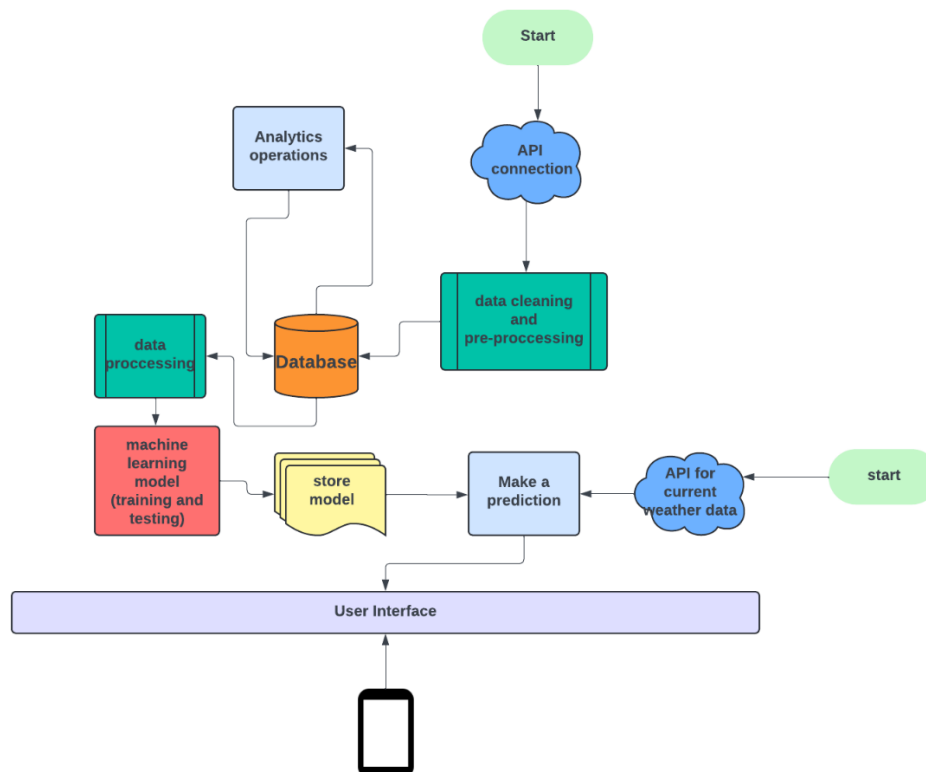 Start
API
connection
Analytics
operations
data cleaning
and
pre-proccessing
Database
data
proccessing
machine
learning
model
(training and
testing)
store
model
Make a
prediction
API for
current
weather data
start
User Interface